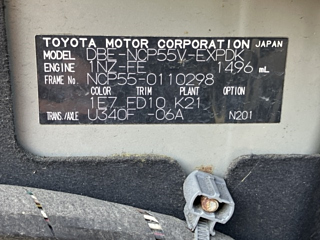 TOYOTA MOTOR CORPORATION JAPAN
MODEL DBE-NCP55V-EXPDK
ENGINE 1NZ-FE 1496 mL
FRAME No. NCP55-0110298
COLOR TRIM PLANT OPTION
1E7 ED10 K21
TRANS./AXLE U340F -06A N201